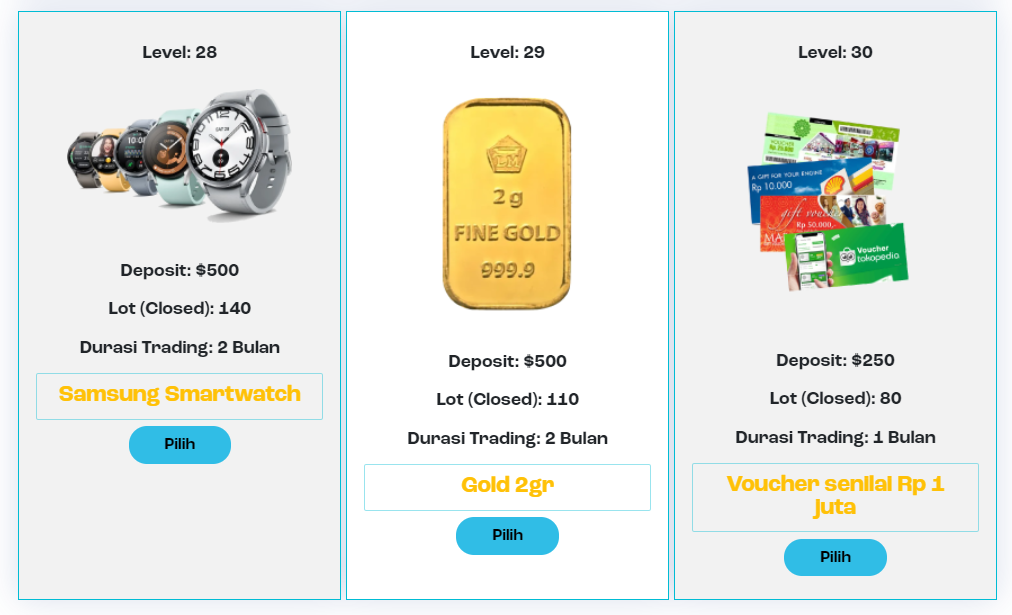 Level: 28
Deposit: $500
Lot (Closed): 140
Durasi Trading: 2 Bulan
Samsung Smartwatch
Pilih
Level: 29
LM
2 g
FINE GOLD
999.9
Deposit: $500
Lot (Closed): 110
Durasi Trading: 2 Bulan
Gold 2gr
Pilih
Level: 30
VOUCHER
A GIFT FOR YOUR ENGINE
Rp 10.000
gift voucher
Rp 50.000,-
Voucher
tokopedia
Deposit: $250
Lot (Closed): 80
Durasi Trading: 1 Bulan
Voucher senilai Rp 1
juta
Pilih